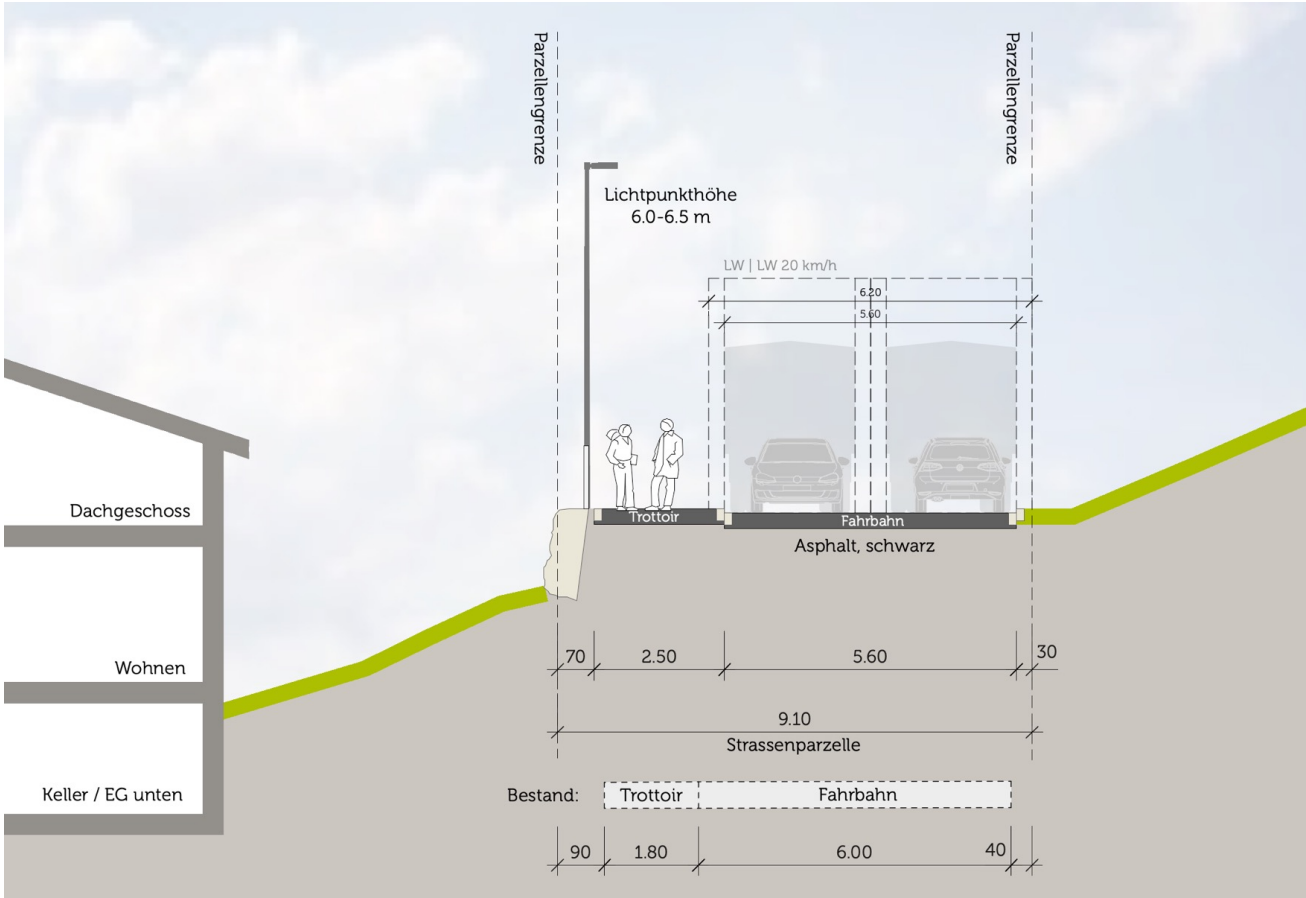 Parzellengrenze
Parzellengrenze
Lichtpunkthöhe
6.0-6.5 m
LW | LW 20 km/h
6.20
5.60
Dachgeschoss
Trottoir
Fahrbahn
Asphalt, schwarz
Wohnen
70
2.50
5.60
30
9.10
Strassenparzelle
Keller / EG unten
Bestand:
Trottoir
Fahrbahn
90
1.80
6.00
40